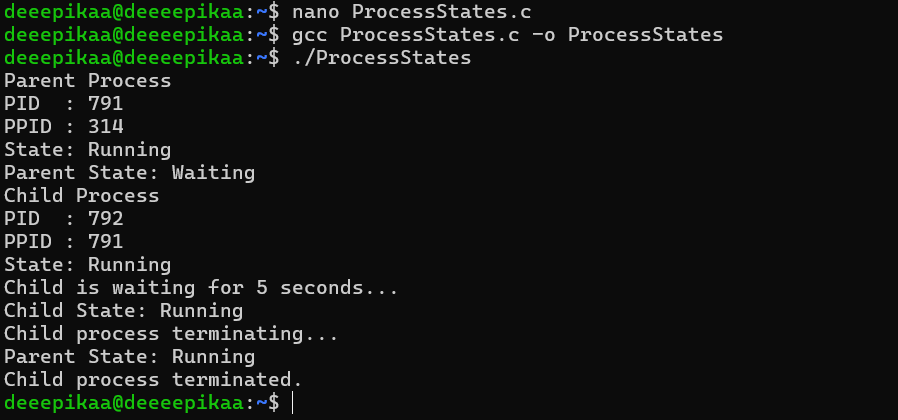 deeepikaa@deeeepikaa:~$ nano ProcessStates.c
deeepikaa@deeeepikaa:~$ gcc ProcessStates.c -o ProcessStates
deeepikaa@deeeepikaa:~$ ./ProcessStates
Parent Process
PID  : 791
PPID : 314
State: Running
Parent State: Waiting
Child Process
PID  : 792
PPID : 791
State: Running
Child is waiting for 5 seconds...
Child State: Running
Child process terminating...
Parent State: Running
Child process terminated.
deeepikaa@deeeepikaa:~$